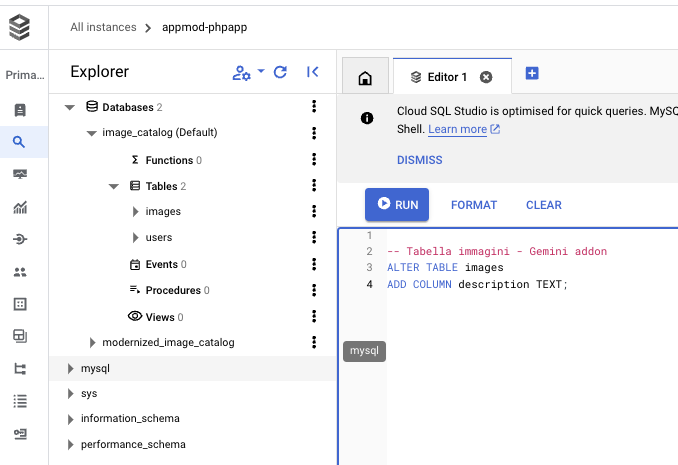 All instances > appmod-phpapp
Prima...
Explorer
Databases 2
image_catalog (Default)
Functions 0
Tables 2
images
users
Events 0
Procedures 0
Views 0
modernized_image_catalog
mysql
sys
information_schema
performance_schema
Editor 1
Cloud SQL Studio is optimised for quick queries. MySQ
Shell. Learn more
DISMISS
RUN FORMAT CLEAR
1
2 -- Tabella immagini - Gemini addon
3 ALTER TABLE images
4 ADD COLUMN description TEXT;
mysql